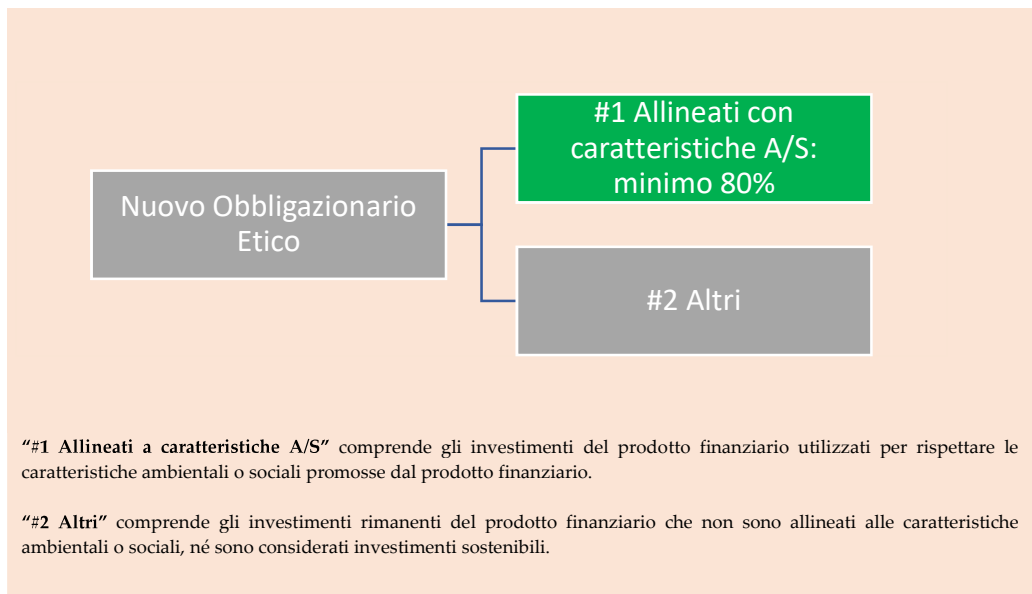 #1 Allineati con
caratteristiche A/S:
minimo 80%
Nuovo Obbligazionario
Etico
#2 Altri
“#1 Allineati a caratteristiche A/S” comprende gli investimenti del prodotto finanziario utilizzati per rispettare le
caratteristiche ambientali o sociali promosse dal prodotto finanziario.
“#2 Altri” comprende gli investimenti rimanenti del prodotto finanziario che non sono allineati alle caratteristiche
ambientali o sociali, né sono considerati investimenti sostenibili.